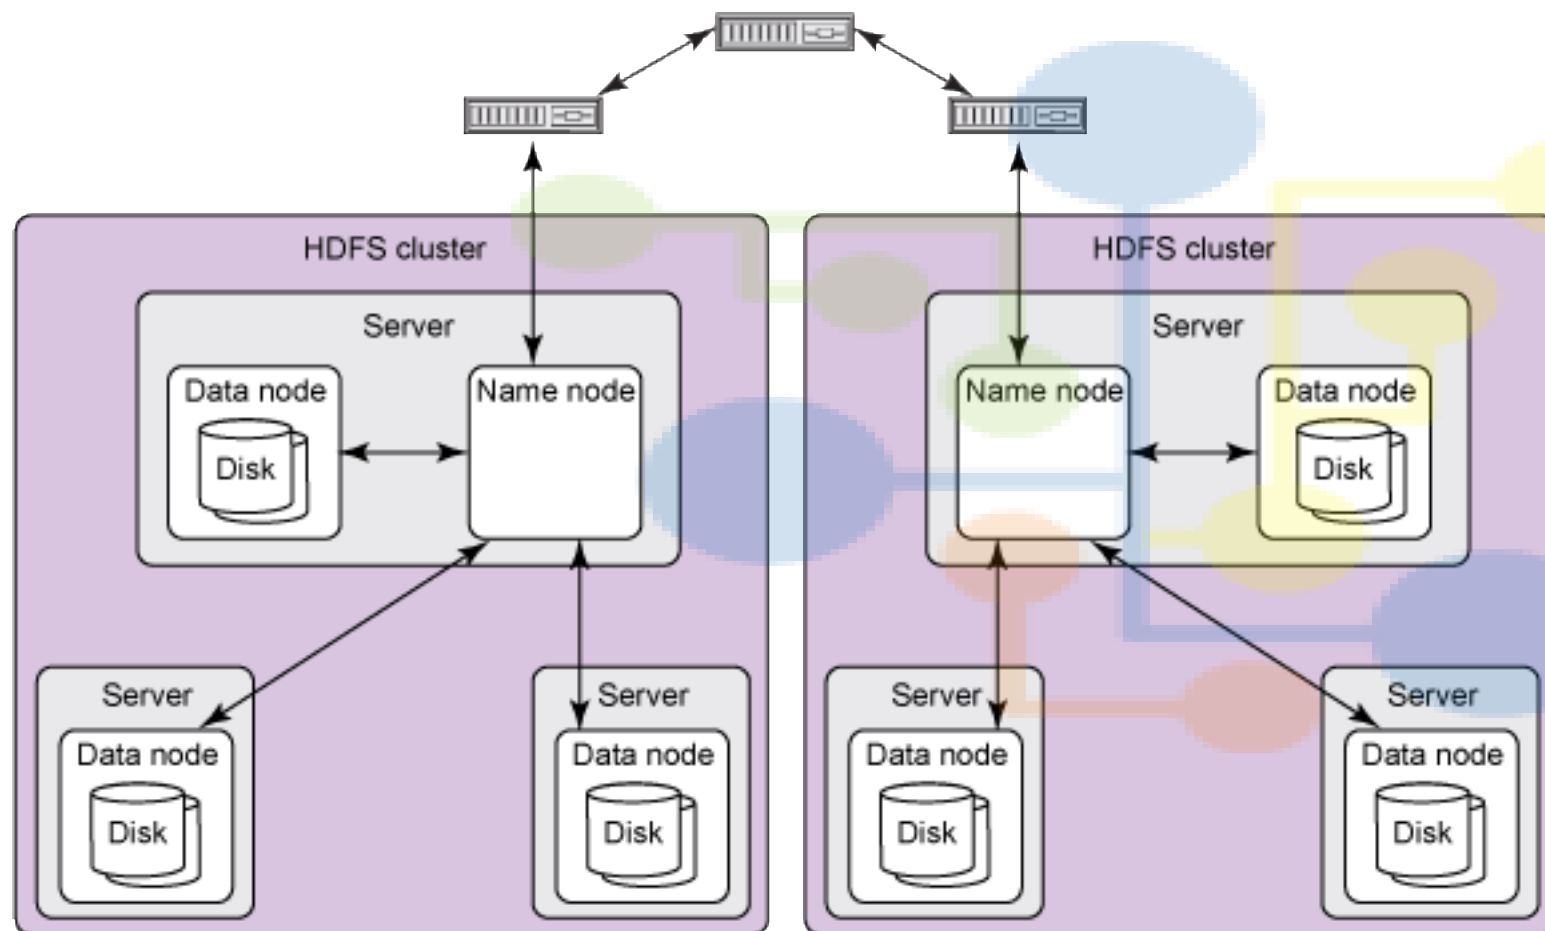 HDFS cluster
Server
Data node
Disk
Name node
Server
Data node
Disk
Server
Data node
Disk
HDFS cluster
Server
Name node
Data node
Disk
Server
Data node
Disk
Server
Data node
Disk